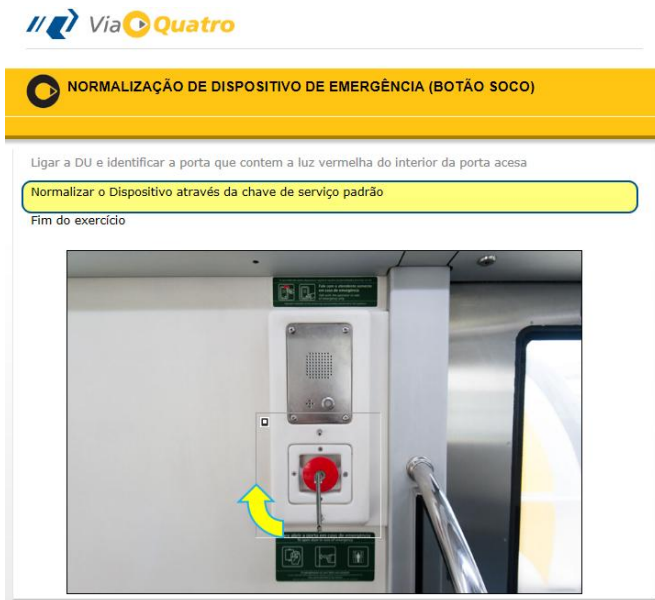 ViaQuatro
NORMALIZAÇÃO DE DISPOSITIVO DE EMERGÊNCIA (BOTÃO SOCO)
Ligar a DU e identificar a porta que contem a luz vermelha do interior da porta acesa
Normalizar o Dispositivo através da chave de serviço padrão
Fim do exercício